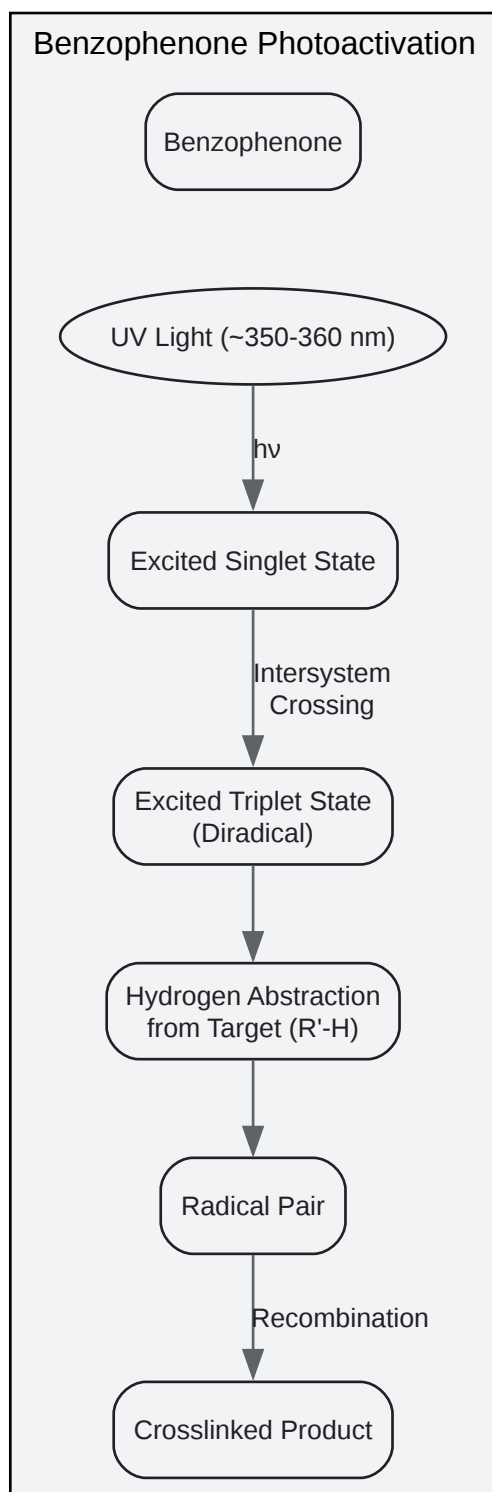 Benzophenone Photoactivation
Benzophenone
UV Light (~350-360 nm)
hν
Excited Singlet State
Intersystem
Crossing
Excited Triplet State
(Diradical)
Hydrogen Abstraction
from Target (R'-H)
Radical Pair
Recombination
Crosslinked Product